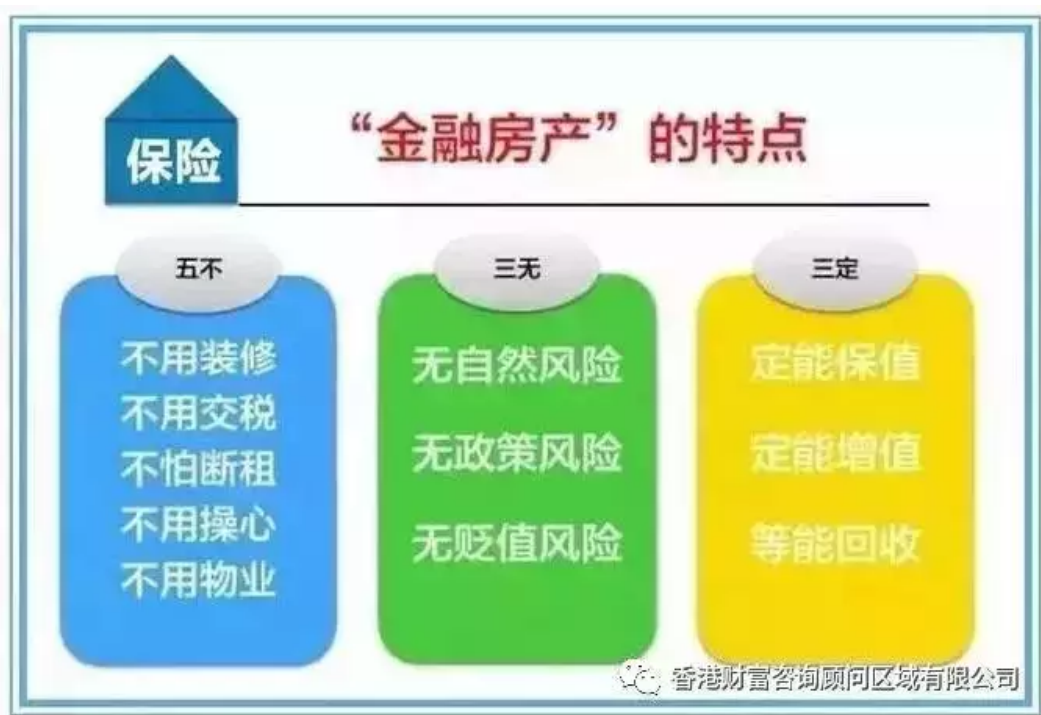 保险
“金融房产”的特点
五不
不用装修
不用交税
不怕断租
不用操心
不用物业
三无
无自然风险
无政策风险
无贬值风险
三定
定能保值
定能增值
等能回收
香港财富咨询顾问区域有限公司